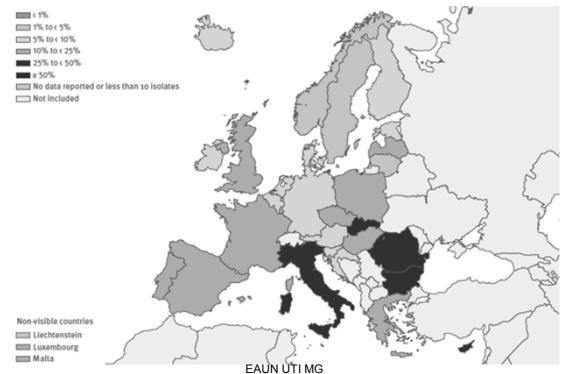 < 1%
1% to < 5%
5% to < 10%
10% to < 25%
25% to < 50%
≥ 50%
No data reported or less than 10 isolates
Not included
Non-visible countries
Liechtenstein
Luxembourg
Malta
EAUN UTI MG